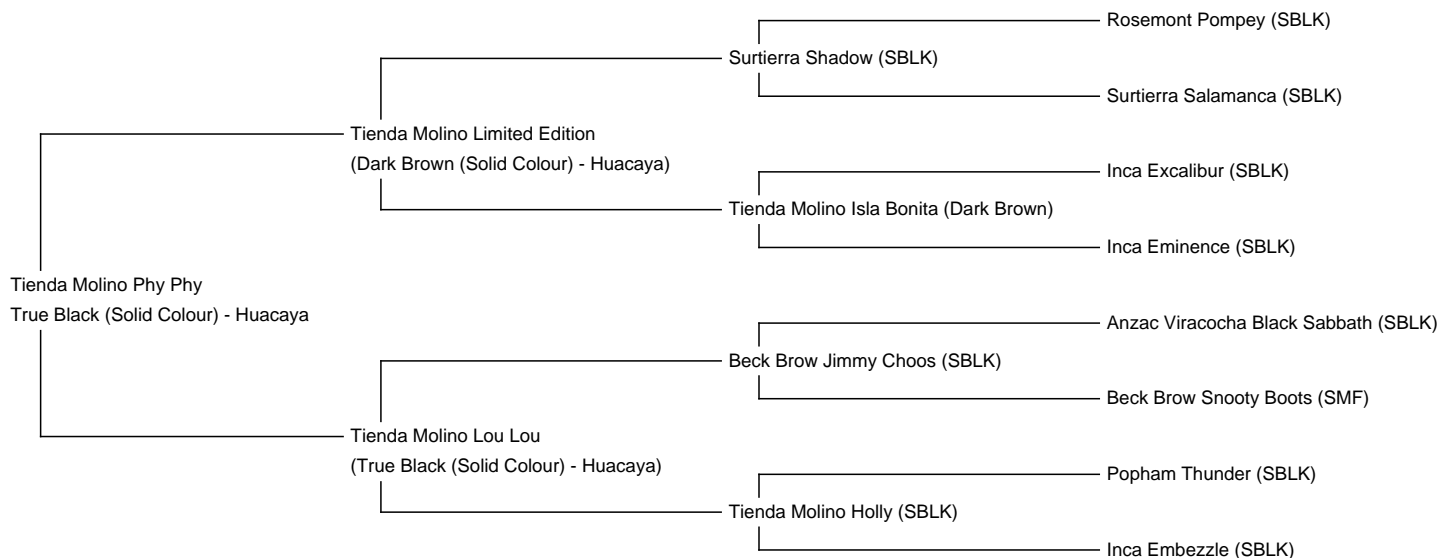 Rosemont Pompey (SBLK)
Surtierra Shadow (SBLK)
Surtierra Salamanca (SBLK)
Tienda Molino Limited Edition
(Dark Brown (Solid Colour) - Huacaya)
Inca Excalibur (SBLK)
Tienda Molino Isla Bonita (Dark Brown)
Inca Eminence (SBLK)
Tienda Molino Phy Phy
True Black (Solid Colour) - Huacaya
Anzac Viracocha Black Sabbath (SBLK)
Beck Brow Jimmy Choos (SBLK)
Beck Brow Snooty Boots (SMF)
Tienda Molino Lou Lou
(True Black (Solid Colour) - Huacaya)
Popham Thunder (SBLK)
Tienda Molino Holly (SBLK)
Inca Embezzle (SBLK)